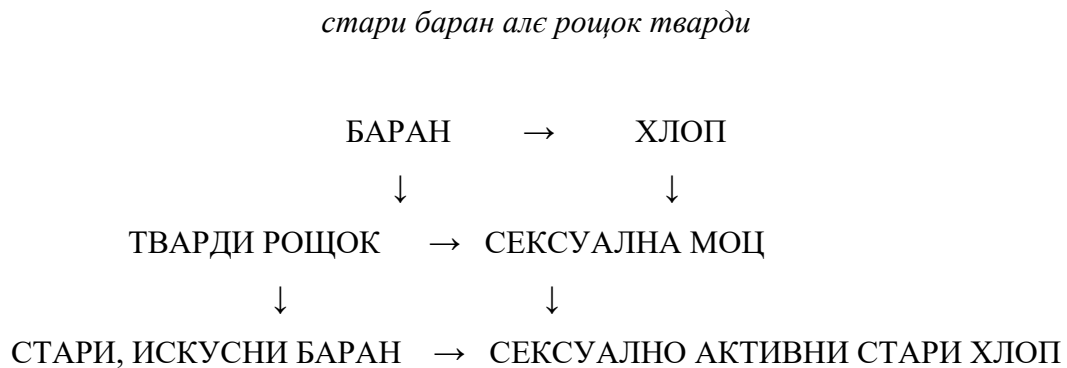 стари баран алє рощок тварди
БАРАН → ХЛОП
↓ ↓
ТВАРДИ РОЩОК → СЕКСУАЛНА МОЦ
↓ ↓
СТАРИ, ИСКУСНИ БАРАН → СЕКСУАЛНО АКТИВНИ СТАРИ ХЛОП